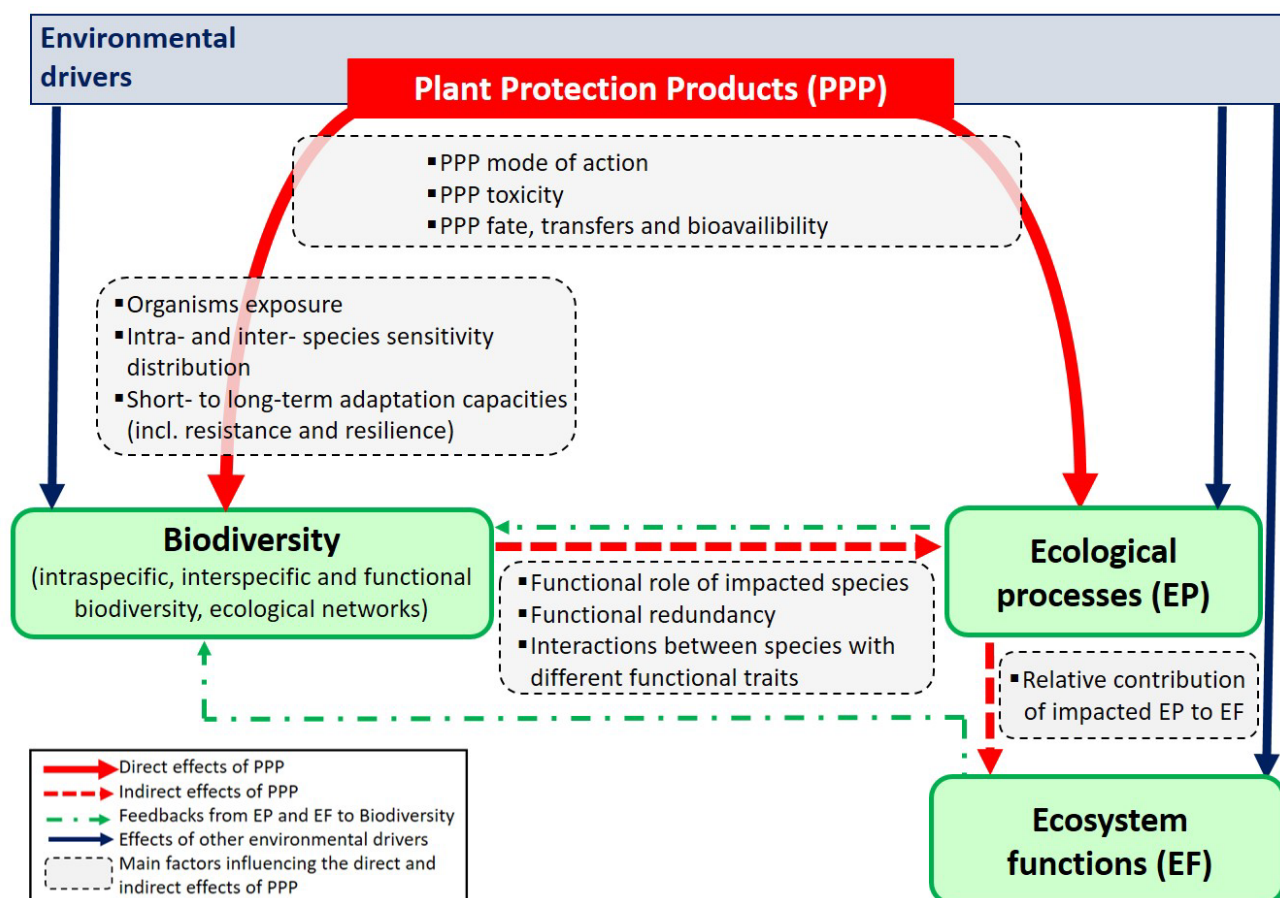 Environmental
drivers
Plant Protection Products (PPP)
▪PPP mode of action
▪PPP toxicity
▪PPP fate, transfers and bioavailibility
▪Organisms exposure
▪Intra- and inter- species sensitivity
distribution
▪Short- to long-term adaptation capacities
(incl. resistance and resilience)
Biodiversity
(intraspecific, interspecific and functional
biodiversity, ecological networks)
▪Functional role of impacted species
▪Functional redundancy
▪Interactions between species with
different functional traits
Ecological
processes (EP)
▪Relative contribution
of impacted EP to EF
Ecosystem
functions (EF)
Direct effects of PPP
Indirect effects of PPP
Feedbacks from EP and EF to Biodiversity
Effects of other environmental drivers
Main factors influencing the direct and
indirect effects of PPP